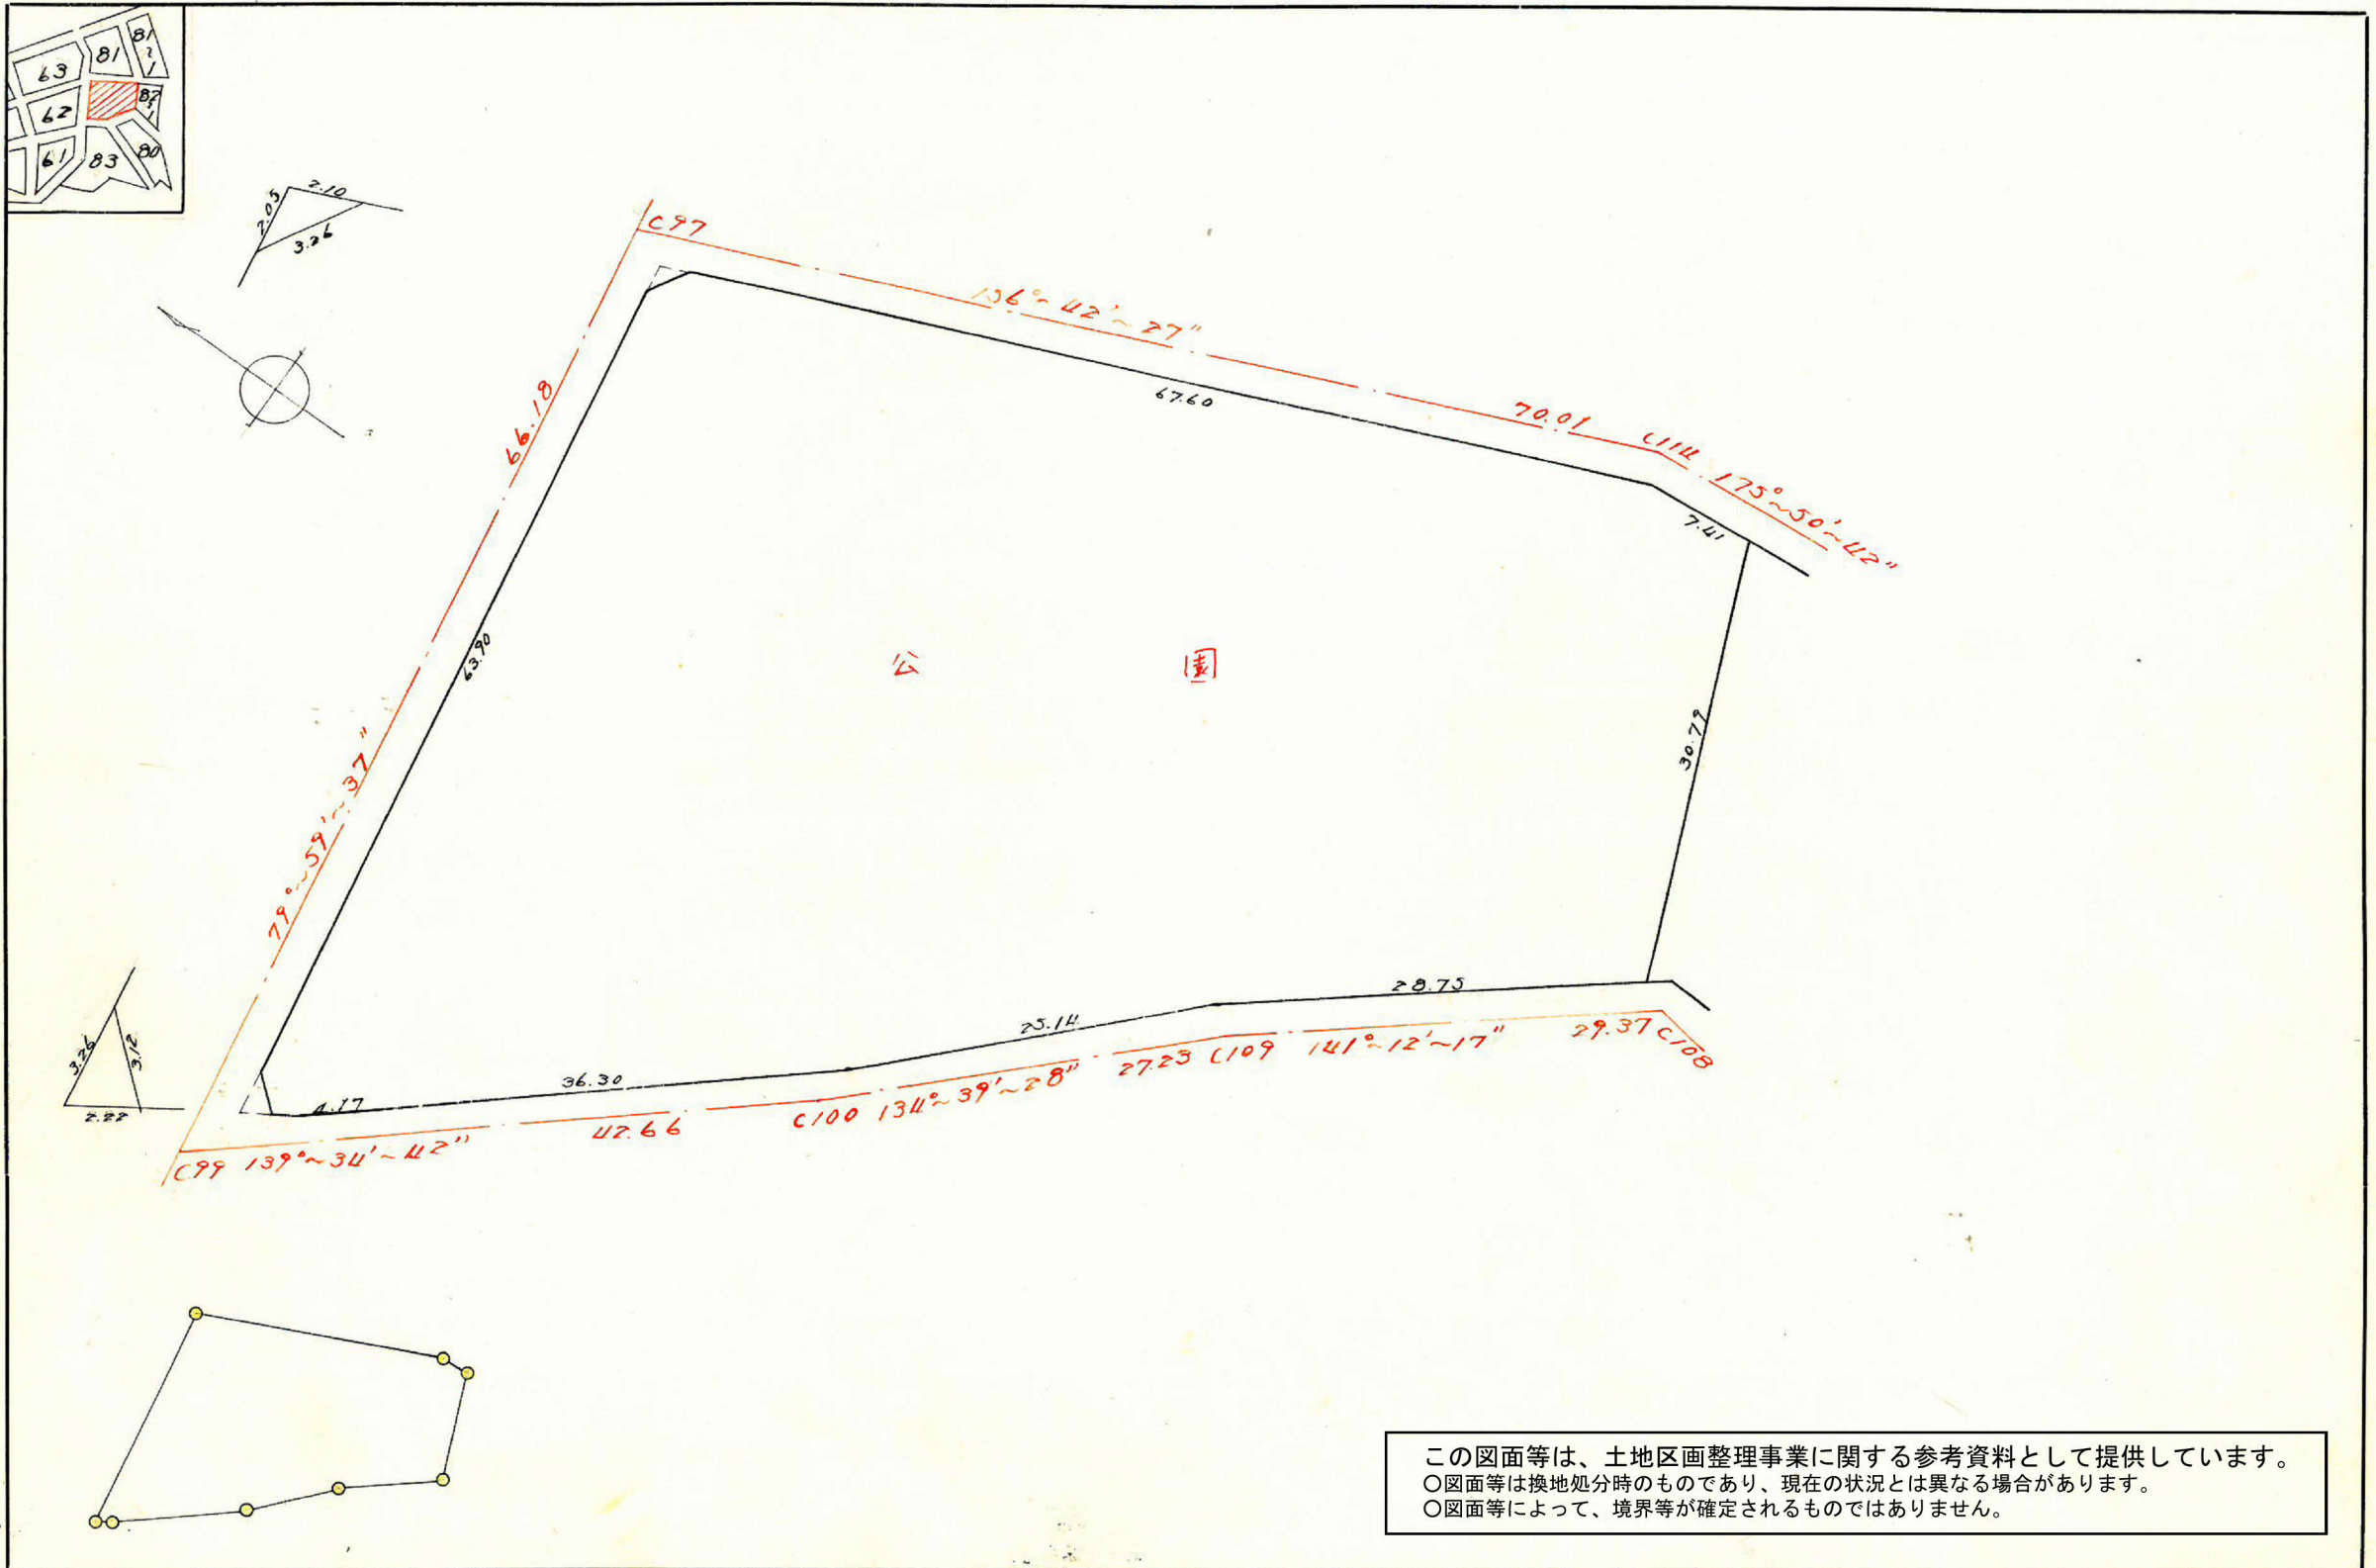 81
81~1
63
62
82~1
61
83
80
2.10
2.05
3.26
C97
136°~42'~27"
67.60
70.01
C114
175°~50'~42"
7.41
66.18
63.90
79°~59'~37"
公園
30.79
3.26
3.12
2.22
4.17
36.30
25.14
28.75
C99 139°~34'~42"
42.66
C100 134°~39'~28"
27.23 C109 141°~12'~17"
29.37 C108
この図面等は、土地区画整理事業に関する参考資料として提供しています。
〇図面等は換地処分時のものであり、現在の状況とは異なる場合があります。
〇図面等によって、境界等が確定されるものではありません。